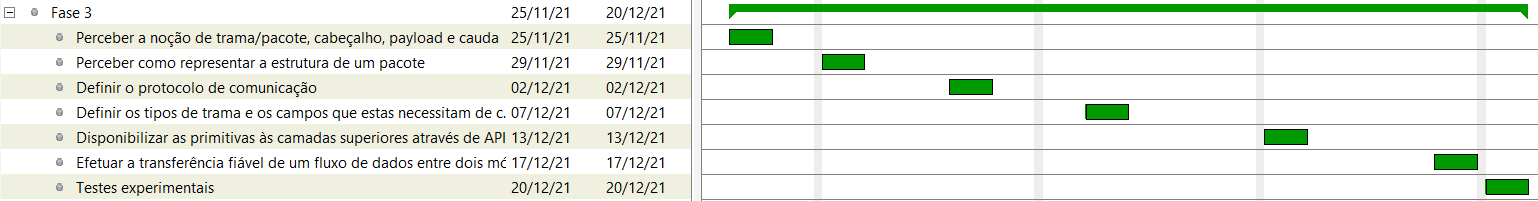 Fase 3 25/11/21 20/12/21
Perceber a noção de trama/pacote, cabeçalho, payload e cauda 25/11/21 25/11/21
Perceber como representar a estrutura de um pacote 29/11/21 29/11/21
Definir o protocolo de comunicação 02/12/21 02/12/21
Definir os tipos de trama e os campos que estas necessitam de c. 07/12/21 07/12/21
Disponibilizar as primitivas às camadas superiores através de API 13/12/21 13/12/21
Efetuar a transferência fiável de um fluxo de dados entre dois mó 17/12/21 17/12/21
Testes experimentais 20/12/21 20/12/21